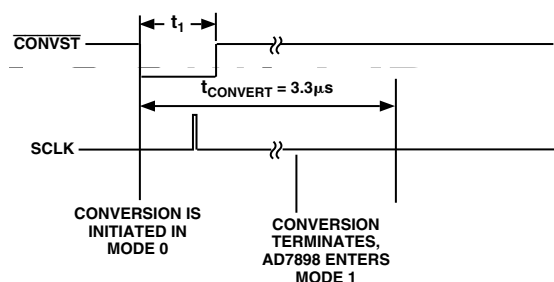 t1
CONVST
tCONVERT = 3.3μs
SCLK
CONVERSION IS
INITIATED IN
MODE 0
CONVERSION
TERMINATES,
AD7898 ENTERS
MODE 1